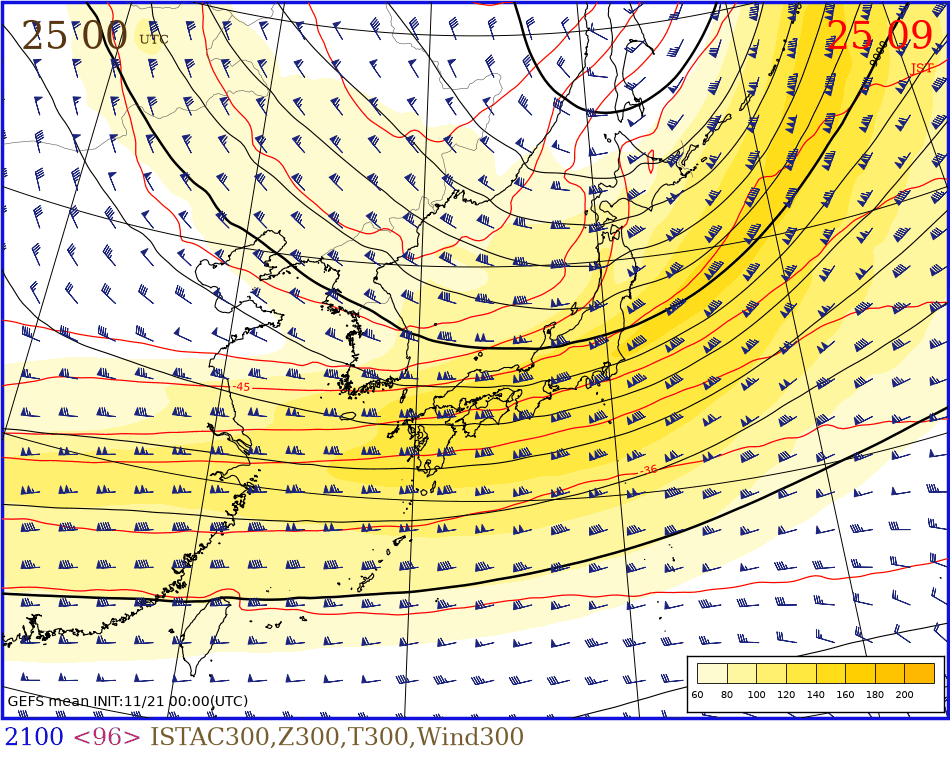 25 00 UTC
25 09
JST
9000
-45
-36
60 80 100 120 140 160 180 200
GEFS mean INIT:11/21 00:00(UTC)
2100 <96> ISTAC300,Z300,T300,Wind300